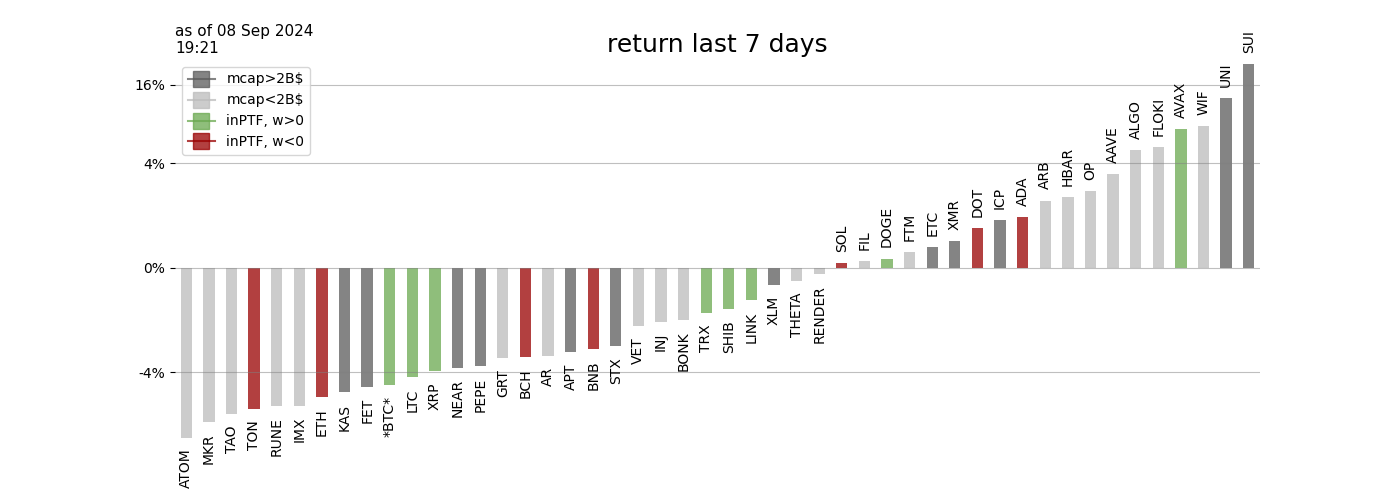 as of 08 Sep 2024
19:21
return last 7 days
mcap>2B$
mcap<2B$
inPTF, w>0
inPTF, w<0
16%
4%
0%
-4%
ATOM
MKR
TAO
TON
RUNE
IMX
ETH
KAS
FET
*BTC*
LTC
XRP
NEAR
PEPE
GRT
BCH
AR
APT
BNB
STX
VET
INJ
BONK
TRX
SHIB
LINK
XLM
THETA
RENDER
SOL
FIL
DOGE
FTM
ETC
XMR
DOT
ICP
ADA
ARB
HBAR
OP
AAVE
ALGO
FLOKI
AVAX
WIF
UNI
SUI